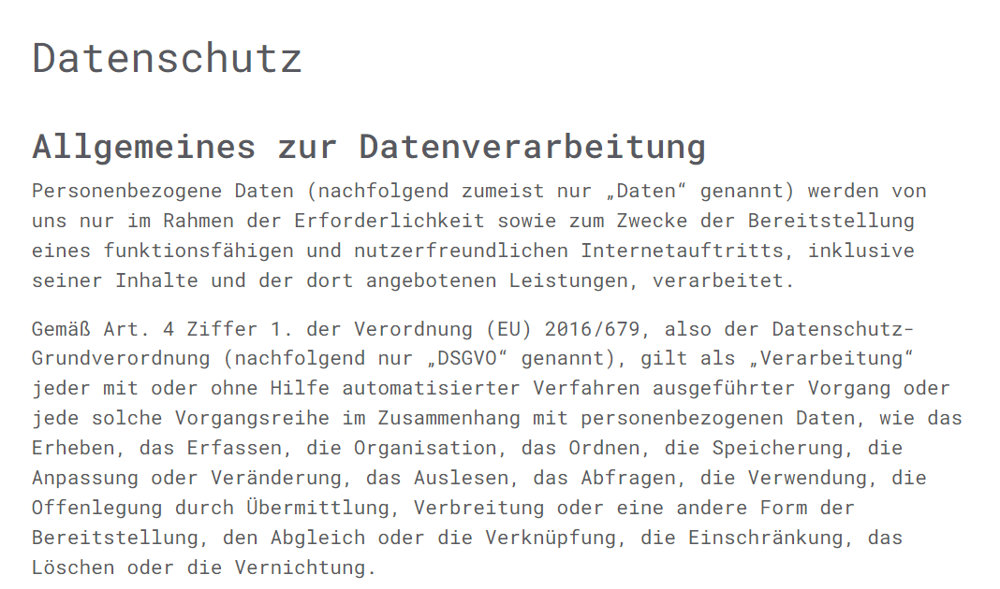 Datenschutz
Allgemeines zur Datenverarbeitung
Personenbezogene Daten (nachfolgend zumeist nur „Daten“ genannt) werden von
uns nur im Rahmen der Erforderlichkeit sowie zum Zwecke der Bereitstellung
eines funktionsfähigen und nutzerfreundlichen Internetauftritts, inklusive
seiner Inhalte und der dort angebotenen Leistungen, verarbeitet.
Gemäß Art. 4 Ziffer 1. der Verordnung (EU) 2016/679, also der Datenschutz-
Grundverordnung (nachfolgend nur „DSGVO“ genannt), gilt als „Verarbeitung“
jeder mit oder ohne Hilfe automatisierter Verfahren ausgeführter Vorgang oder
jede solche Vorgangsreihe im Zusammenhang mit personenbezogenen Daten, wie das
Erheben, das Erfassen, die Organisation, das Ordnen, die Speicherung, die
Anpassung oder Veränderung, das Auslesen, das Abfragen, die Verwendung, die
Offenlegung durch Übermittlung, Verbreitung oder eine andere Form der
Bereitstellung, den Abgleich oder die Verknüpfung, die Einschränkung, das
Löschen oder die Vernichtung.